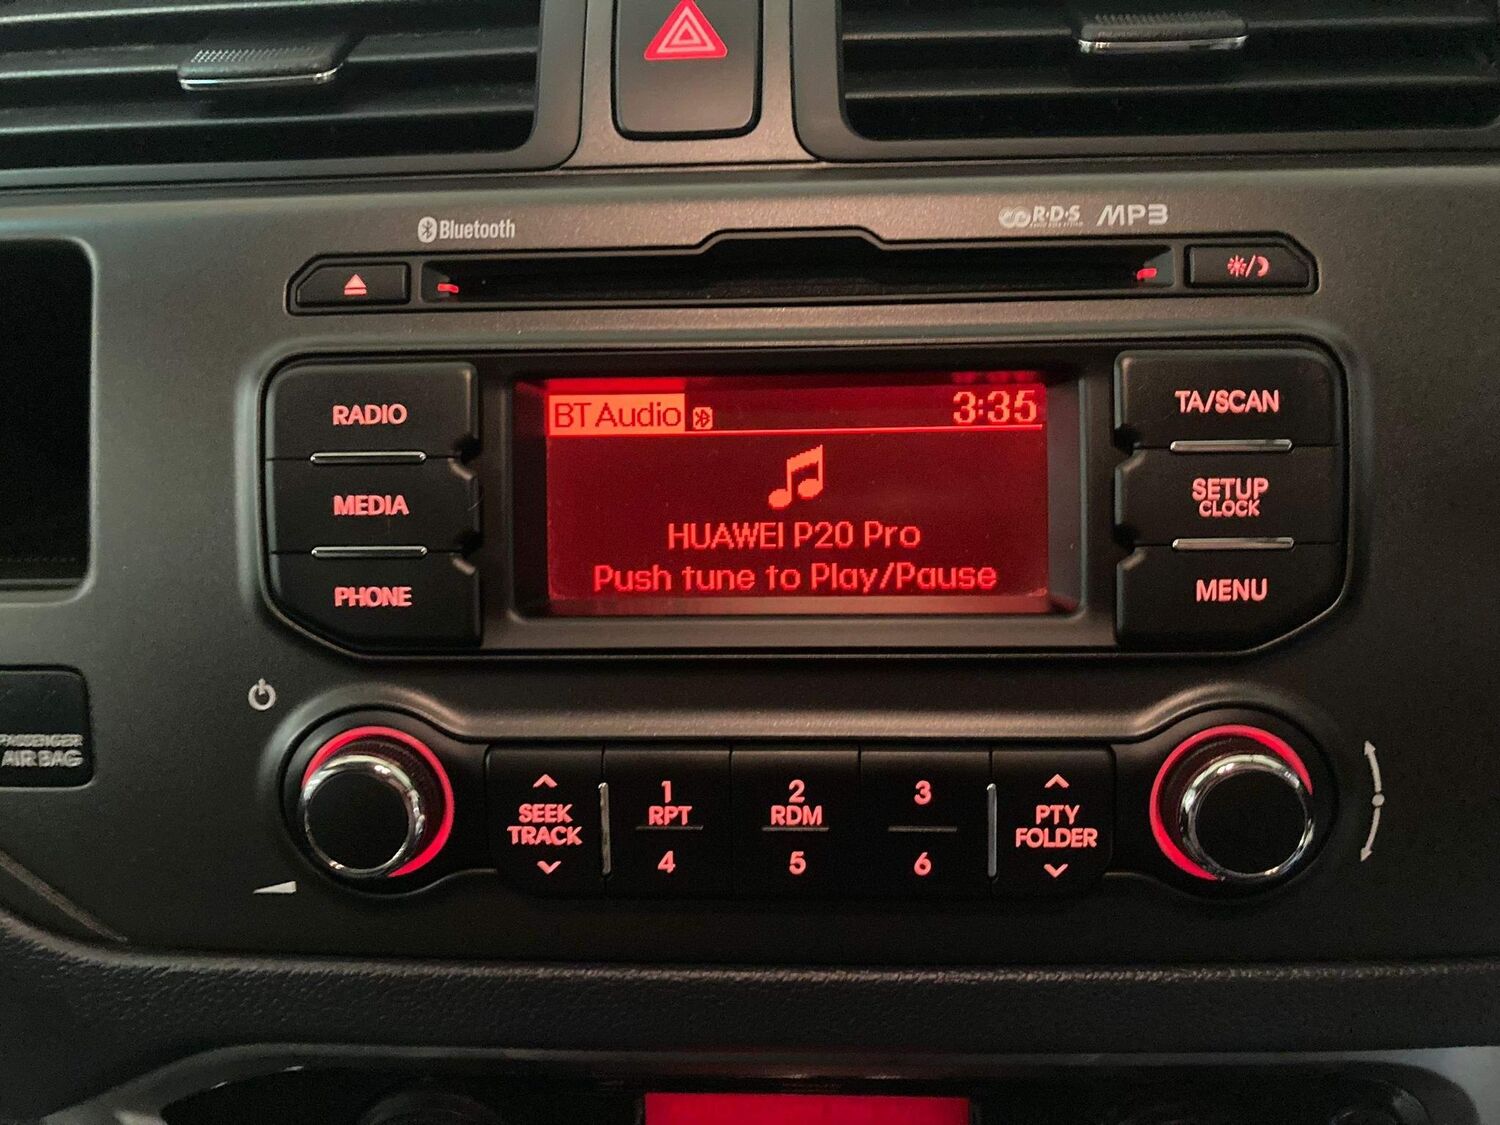 Bluetooth
R·D·S MP3
RADIO
MEDIA
PHONE
BT Audio 3:35
HUAWEI P20 Pro
Push tune to Play/Pause
TA/SCAN
SETUP
CLOCK
MENU
PASSENGER
AIR BAG
SEEK
TRACK
1
RPT
4
2
RDM
5
3
6
PTY
FOLDER